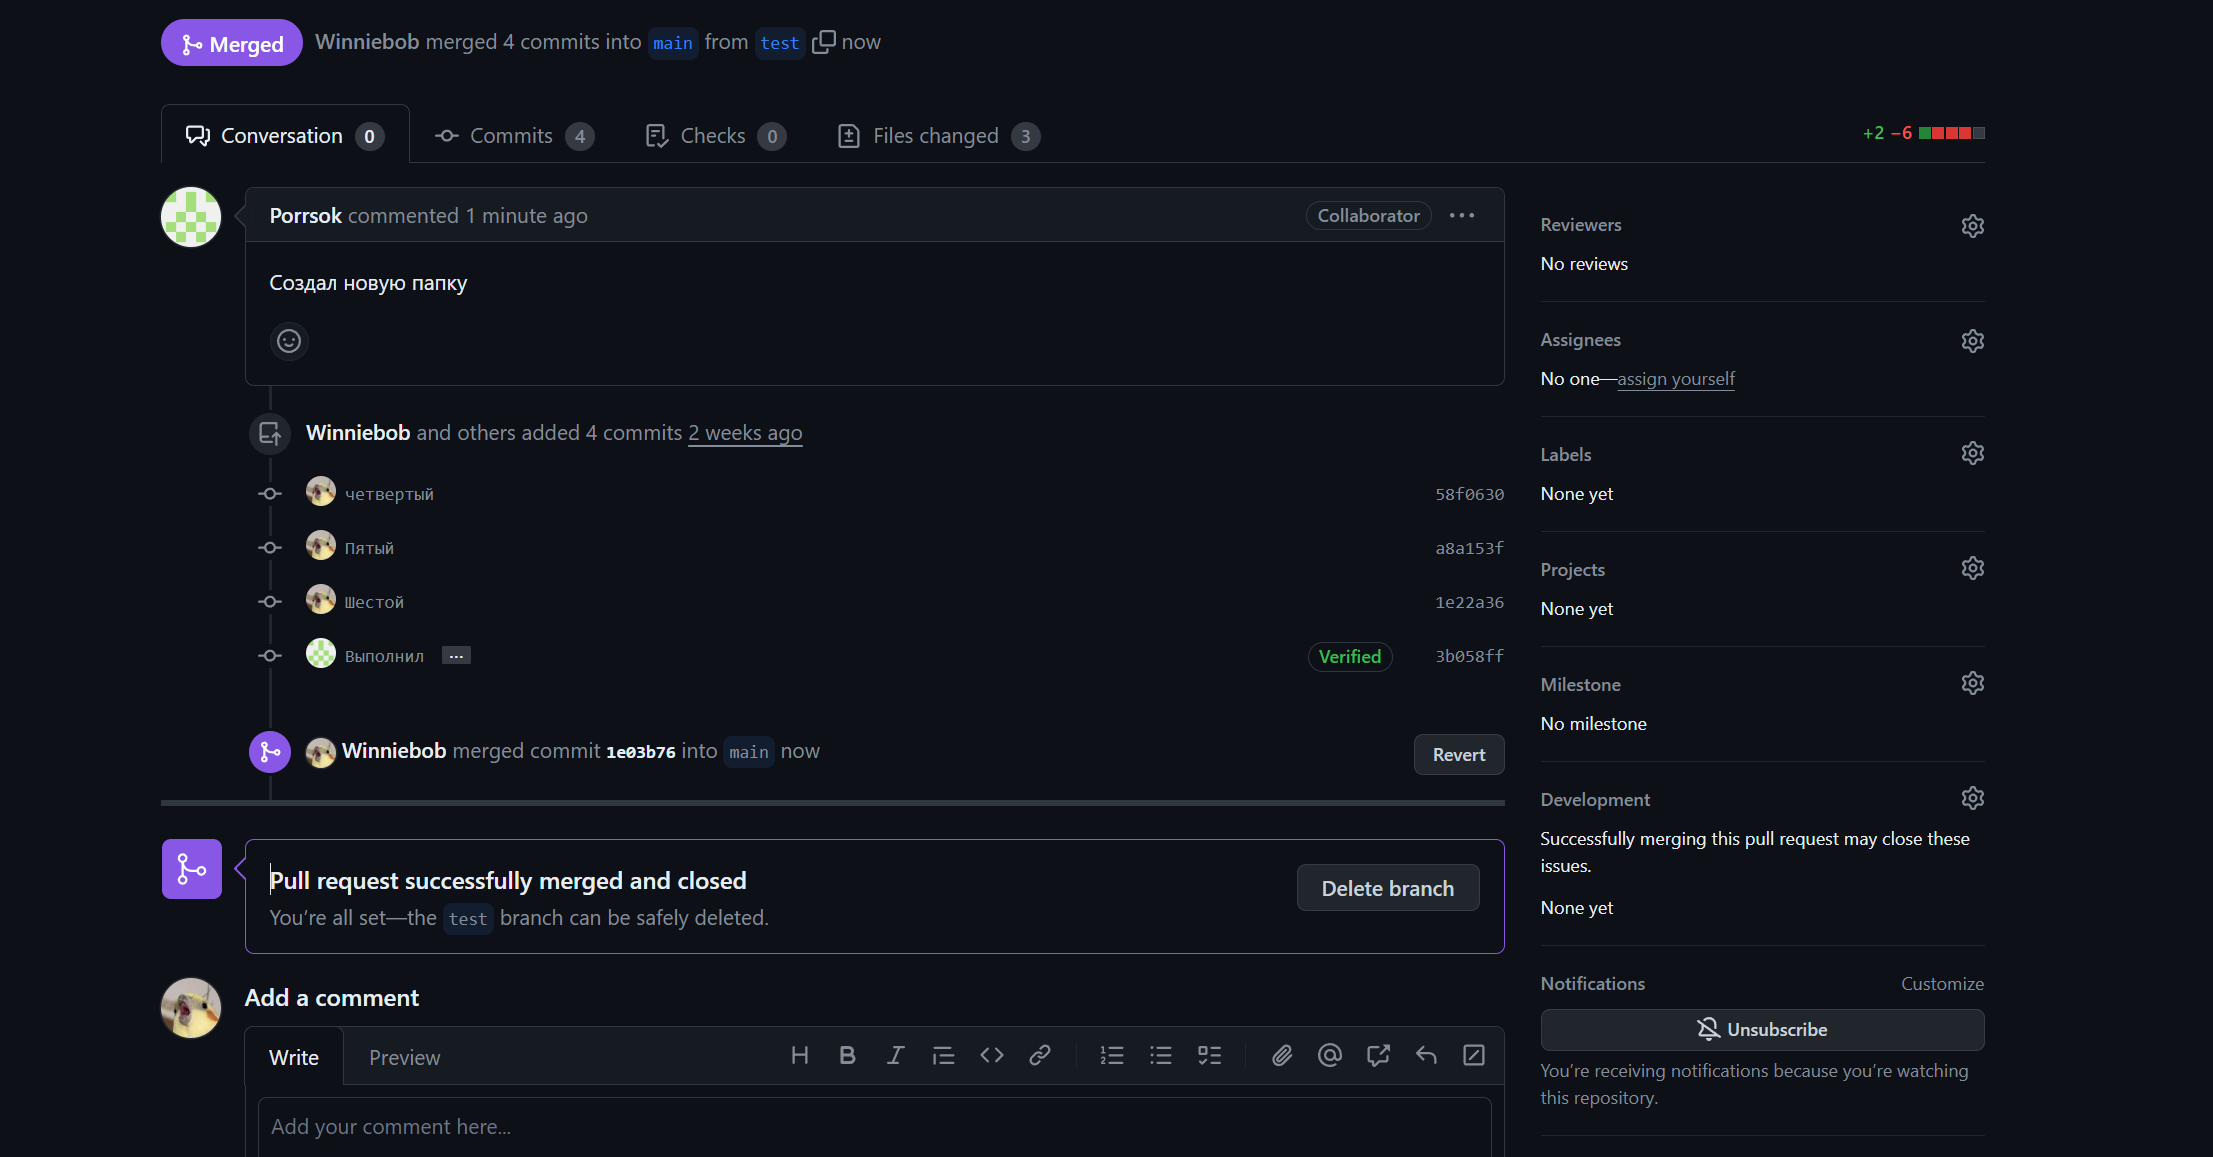 Merged Winniebob merged 4 commits into main from test now
Conversation 0 Commits 4 Checks 0 Files changed 3 +2 −6
Porrsok commented 1 minute ago Collaborator
Создал новую папку
Winniebob and others added 4 commits 2 weeks ago
четвертый 58f0630
Пятый a8a153f
Шестой 1e22a36
Выполнил ... Verified 3b058ff
Winniebob merged commit 1e03b76 into main now Revert
Pull request successfully merged and closed
You’re all set—the test branch can be safely deleted.
Delete branch
Add a comment
Write Preview
Add your comment here...
Reviewers
No reviews
Assignees
No one—assign yourself
Labels
None yet
Projects
None yet
Milestone
No milestone
Development
Successfully merging this pull request may close these
issues.
None yet
Notifications Customize
Unsubscribe
You’re receiving notifications because you’re watching
this repository.